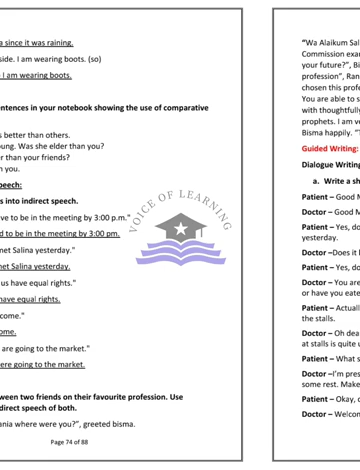 a since it was raining.
side. I am wearing boots. (so)
I am wearing boots.
entences in your notebook showing the use of comparative
s better than others.
oung. Was she elder than you?
er than your friends?
n you.
peech:
s into indirect speech.
ve to be in the meeting by 3:00 p.m."
d to be in the meeting by 3:00 pm.
met Salina yesterday."
et Salina yesterday.
us have equal rights."
have equal rights.
come."
ome.
are going to the market."
ere going to the market.
ween two friends on their favourite profession. Use
direct speech of both.
ania where were you?", greeted bisma.
Page 74 of 88
VOICE OF LEARNING
"Wa Alaikum Sal
Commission exa
your future?", Bi
profession", Ran
chosen this profe
You are able to s
with thoughtfully
prophets. I am ve
Bisma happily. "T
Guided Writing:
Dialogue Writing
a. Write a sh
Patient – Good M
Doctor – Good M
Patient – Yes, do
yesterday.
Doctor –Does it h
Patient – Yes, do
Doctor – You are
or have you eate
Patient – Actuall
the stalls.
Doctor – Oh dea
at stalls is quite u
Patient – What s
Doctor –I'm pres
some rest. Make
Patient – Okay, d
Doctor – Welcom